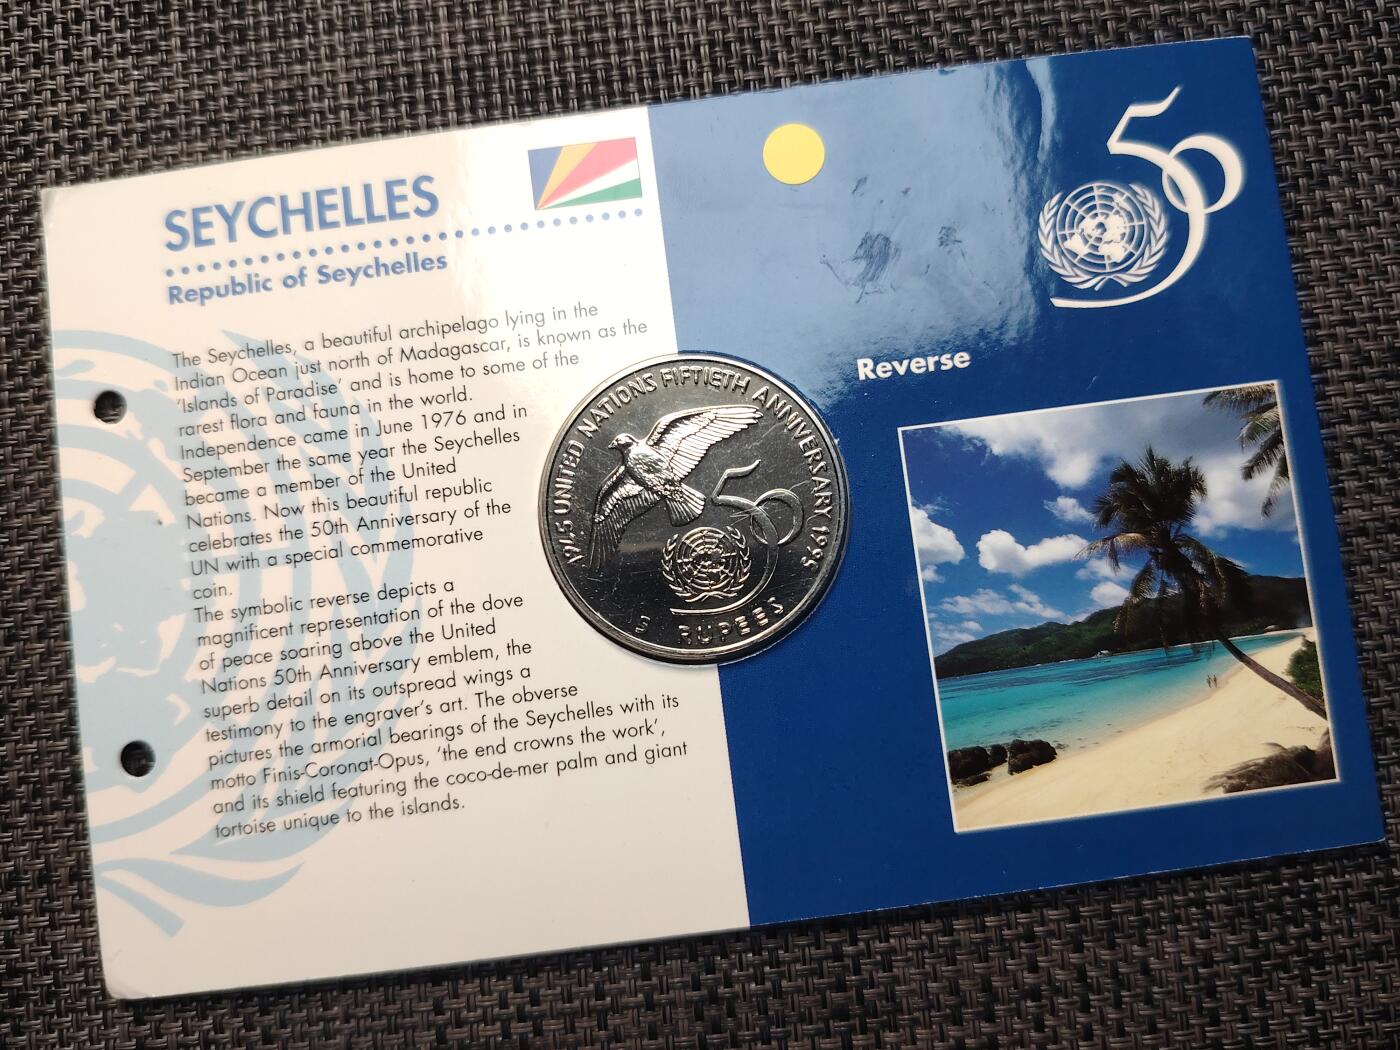 SEYCHELLES
Republic of Seychelles
The Seychelles, a beautiful archipelago lying in the
Indian Ocean just north of Madagascar, is known as the
'Islands of Paradise' and is home to some of the
rarest flora and fauna in the world.
Independence came in June 1976 and in
September the same year the Seychelles
became a member of the United
Nations. Now this beautiful republic
celebrates the 50th Anniversary of the
UN with a special commemorative
coin.
The symbolic reverse depicts a
magnificent representation of the dove
of peace soaring above the United
Nations 50th Anniversary emblem, the
superb detail on its outspread wings a
testimony to the engraver's art. The obverse
pictures the armorial bearings of the Seychelles with its
motto Finis-Coronat-Opus, 'the end crowns the work',
and its shield featuring the coco-de-mer palm and giant
tortoise unique to the islands.
1945 UNITED NATIONS FIFTIETH ANNIVERSARY 1995
50
RUPEES
50
Reverse